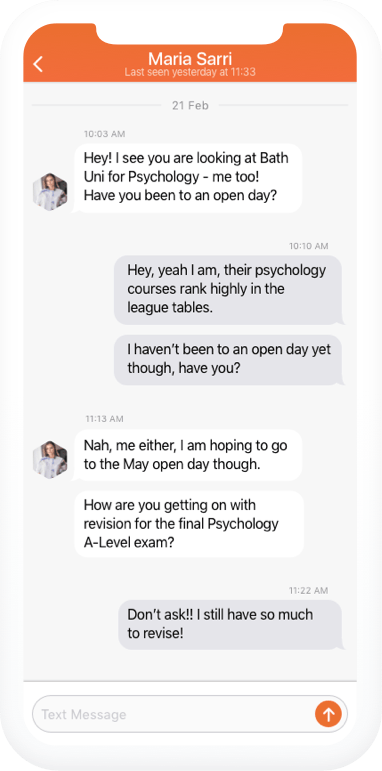 Maria Sarri
Last seen yesterday at 11:33
21 Feb
10:03 AM
Hey! I see you are looking at Bath
Uni for Psychology - me too!
Have you been to an open day?
10:10 AM
Hey, yeah I am, their psychology
courses rank highly in the
league tables.
I haven't been to an open day yet
though, have you?
11:13 AM
Nah, me either, I am hoping to go
to the May open day though.
How are you getting on with
revision for the final Psychology
A-Level exam?
11:22 AM
Don't ask!! I still have so much
to revise!
Text Message